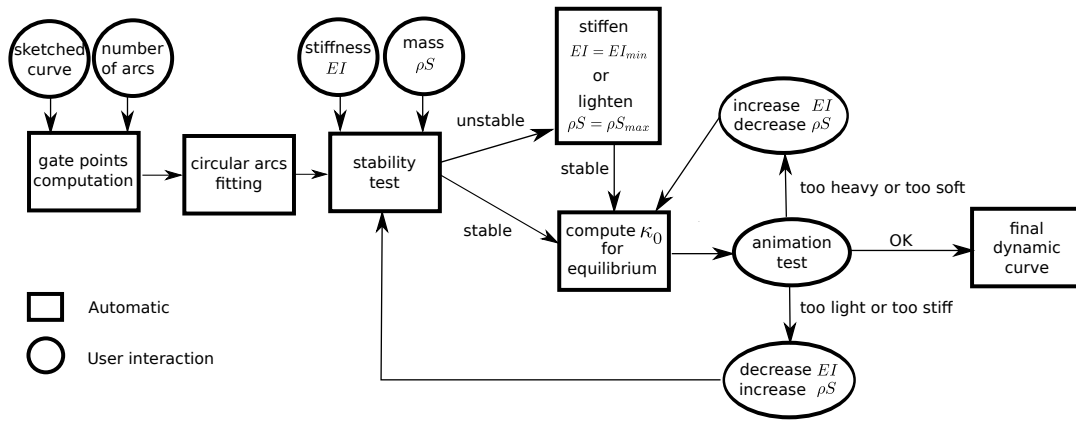 sketched
curve
number
of arcs
stiffness
EI
mass
ρS
gate points
computation
circular arcs
fitting
stability
test
unstable
stable
stiffen
EI = EI_min
or
lighten
ρS = ρS_max
stable
compute κ_0
for
equilibrium
increase EI
decrease ρS
too heavy or too soft
animation
test
OK
final
dynamic
curve
too light or too stiff
decrease EI
increase ρS
Automatic
User interaction